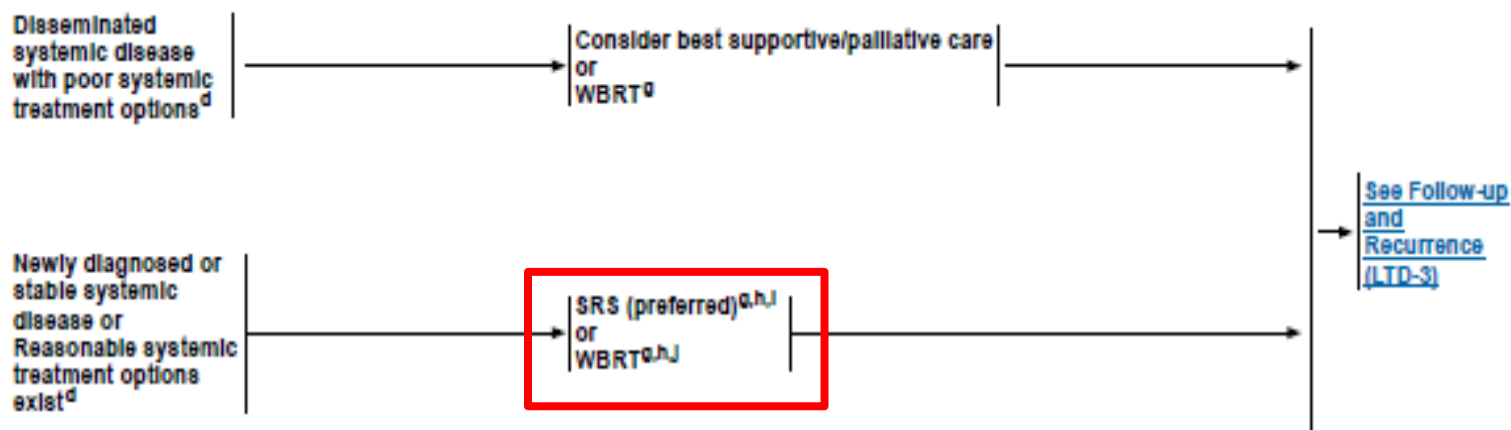 Disseminated
systemic disease
with poor systemic
treatment options^d
Consider best supportive/palliative care
or
WBRT^g
Newly diagnosed or
stable systemic
disease or
Reasonable systemic
treatment options
exist^d
SRS (preferred)^g,h,i
or
WBRT^g,h,j
See Follow-up
and
Recurrence
(LTD-3)